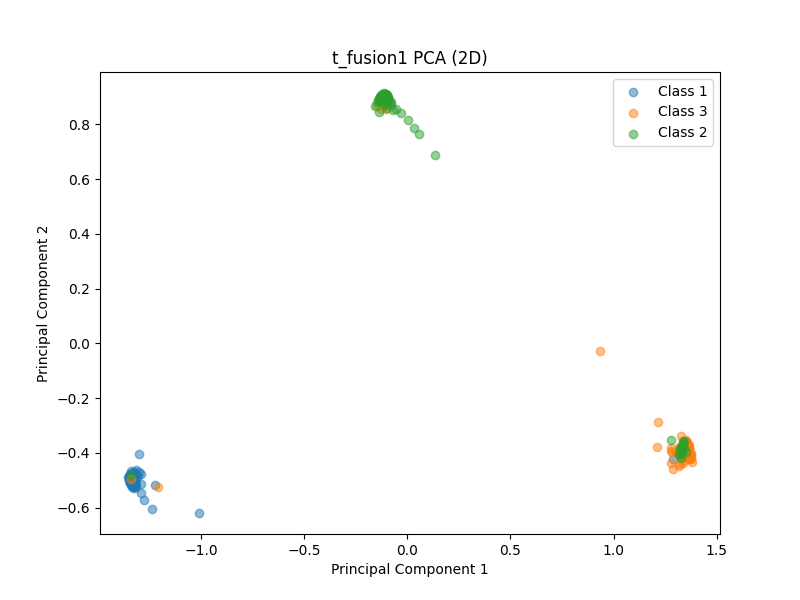 t_fusion1 PCA (2D)
Class 1
Class 3
Class 2
Principal Component 2
0.8
0.6
0.4
0.2
0.0
−0.2
−0.4
−0.6
−1.0
−0.5
0.0
0.5
1.0
1.5
Principal Component 1